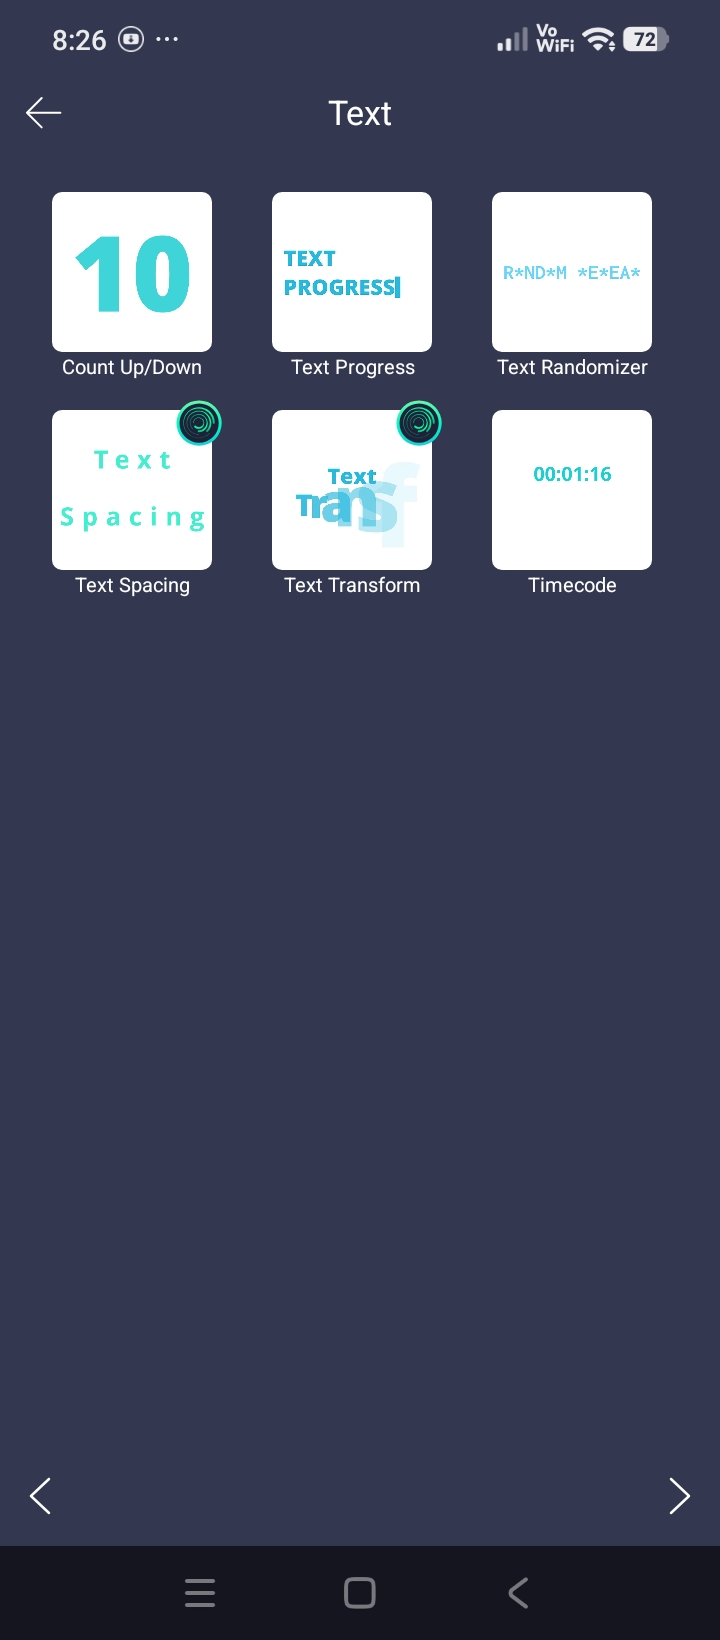 8:26
Vo
WiFi
72
Text
10
TEXT
PROGRESS
R*ND*M *E*EA*
Count Up/Down
Text Progress
Text Randomizer
Text
Spacing
Text
Transf
00:01:16
Text Spacing
Text Transform
Timecode